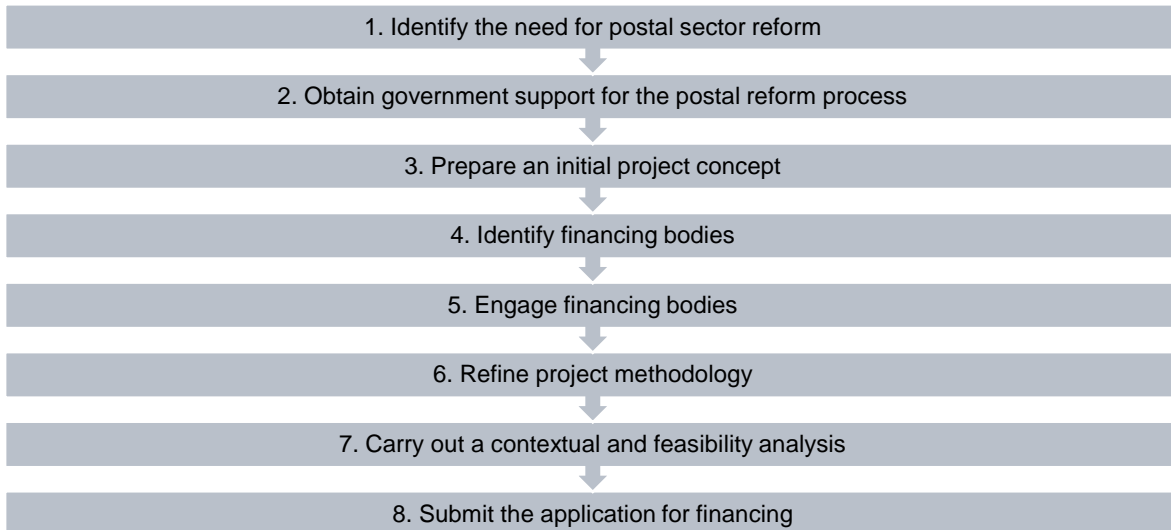 1. Identify the need for postal sector reform
2. Obtain government support for the postal reform process
3. Prepare an initial project concept
4. Identify financing bodies
5. Engage financing bodies
6. Refine project methodology
7. Carry out a contextual and feasibility analysis
8. Submit the application for financing